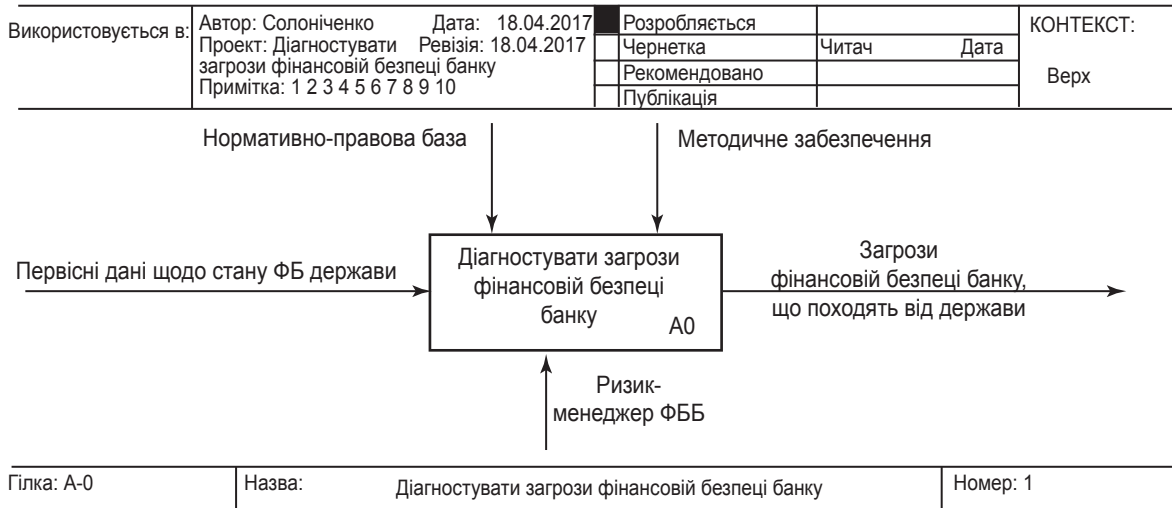 Використовується в:
Автор: Солоніченко Дата: 18.04.2017
Проект: Діагностувати Ревізія: 18.04.2017
загрози фінансовій безпеці банку
Примітка: 1 2 3 4 5 6 7 8 9 10
Розробляється
Чернетка Читач Дата
Рекомендовано
Публікація
КОНТЕКСТ:
Верх
Нормативно-правова база
Методичне забезпечення
Первісні дані щодо стану ФБ держави
Діагностувати загрози
фінансовій безпеці
банку
А0
Загрози
фінансовій безпеці банку,
що походять від держави
Ризик-
менеджер ФББ
Гілка: А-0
Назва:
Діагностувати загрози фінансовій безпеці банку
Номер: 1